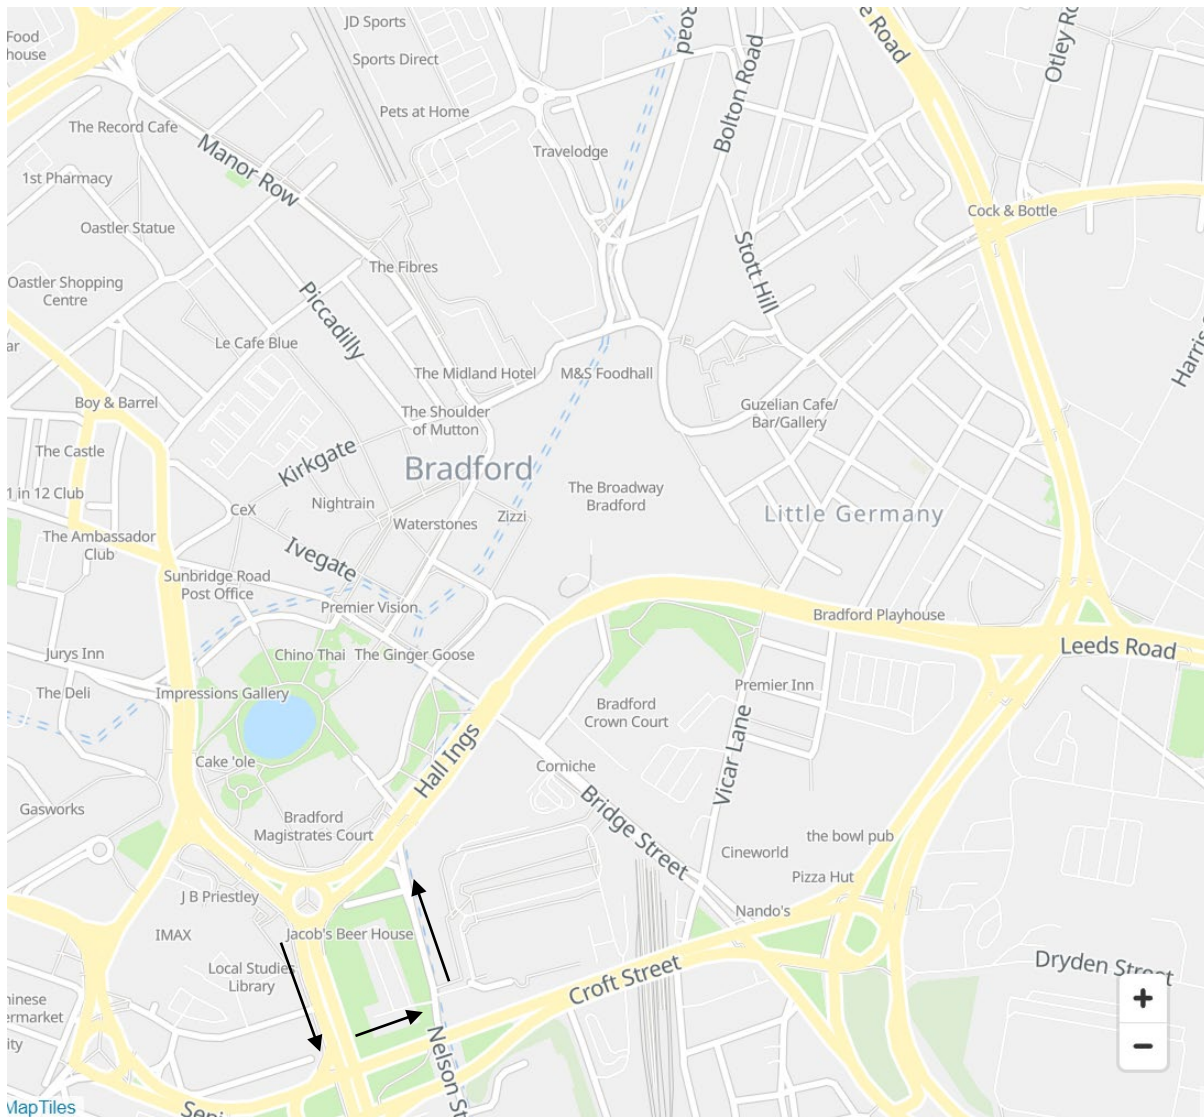 JD Sports
Food
house
Sports Direct
Road
e Road
Otley Ro
Bolton Road
Pets at Home
The Record Cafe
Manor Row
Travelodge
1st Pharmacy
Cock & Bottle
Oastler Statue
Stott Hill
The Fibres
Oastler Shopping
Centre
Piccadilly
Harris
Le Cafe Blue
ar
The Midland Hotel
M&S Foodhall
Boy & Barrel
The Shoulder
of Mutton
Guzelian Cafe/
Bar/Gallery
The Castle
Kirkgate
Bradford
1 in 12 Club
Nightrain
The Broadway
Bradford
CeX
Waterstones
Zizzi
Little Germany
The Ambassador
Club
Ivegate
Sunbridge Road
Post Office
Premier Vision
Bradford Playhouse
Leeds Road
Jurys Inn
Chino Thai
The Ginger Goose
The Deli
Impressions Gallery
Premier Inn
Bradford
Crown Court
Hall Ings
Vicar Lane
Cake 'ole
Corniche
Gasworks
Bradford
Magistrates Court
Bridge Street
the bowl pub
Cineworld
J B Priestley
Pizza Hut
Nando's
IMAX
Jacob's Beer House
Local Studies
Library
Croft Street
Dryden Street
hinese
ermarket
+
ity
Nelson St
−
MapTiles